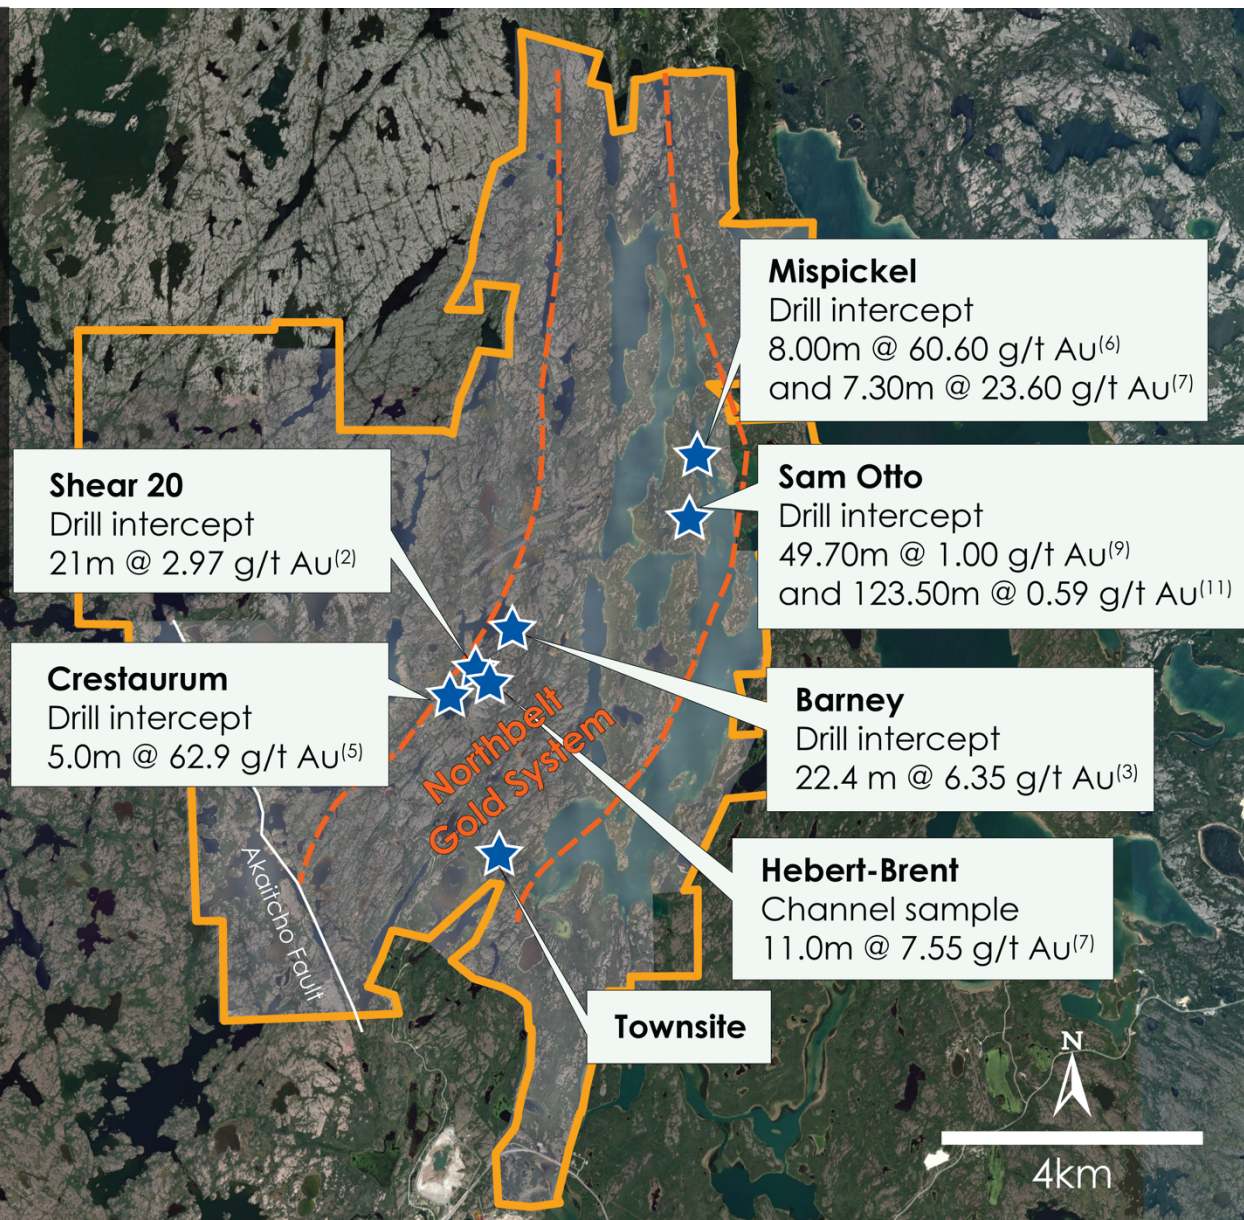 Mispickel
Drill intercept
8.00m @ 60.60 g/t Au(6)
and 7.30m @ 23.60 g/t Au(7)
Shear 20
Drill intercept
21m @ 2.97 g/t Au(2)
Sam Otto
Drill intercept
49.70m @ 1.00 g/t Au(9)
and 123.50m @ 0.59 g/t Au(11)
Crestaurum
Drill intercept
5.0m @ 62.9 g/t Au(5)
Barney
Drill intercept
22.4 m @ 6.35 g/t Au(3)
Northbelt
Gold System
Hebert-Brent
Channel sample
11.0m @ 7.55 g/t Au(7)
Akaitcho Fault
Townsite
N
4km